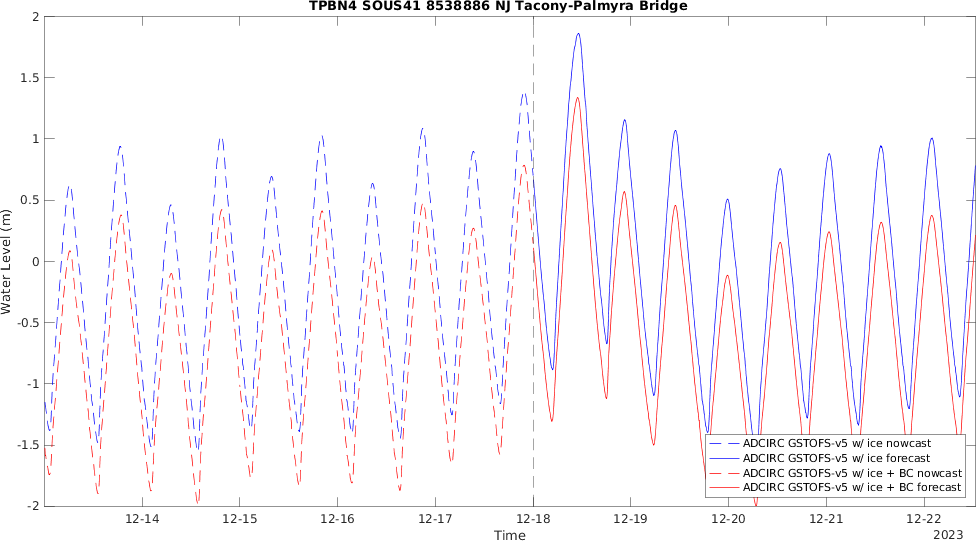 TPBN4 SOUS41 8538886 NJ Tacony-Palmyra Bridge
Water Level (m)
2
1.5
1
0.5
0
-0.5
-1
-1.5
-2
ADCIRC GSTOFS-v5 w/ ice nowcast
ADCIRC GSTOFS-v5 w/ ice forecast
ADCIRC GSTOFS-v5 w/ ice + BC nowcast
ADCIRC GSTOFS-v5 w/ ice + BC forecast
12-14 12-15 12-16 12-17 12-18 12-19 12-20 12-21 12-22
Time
2023